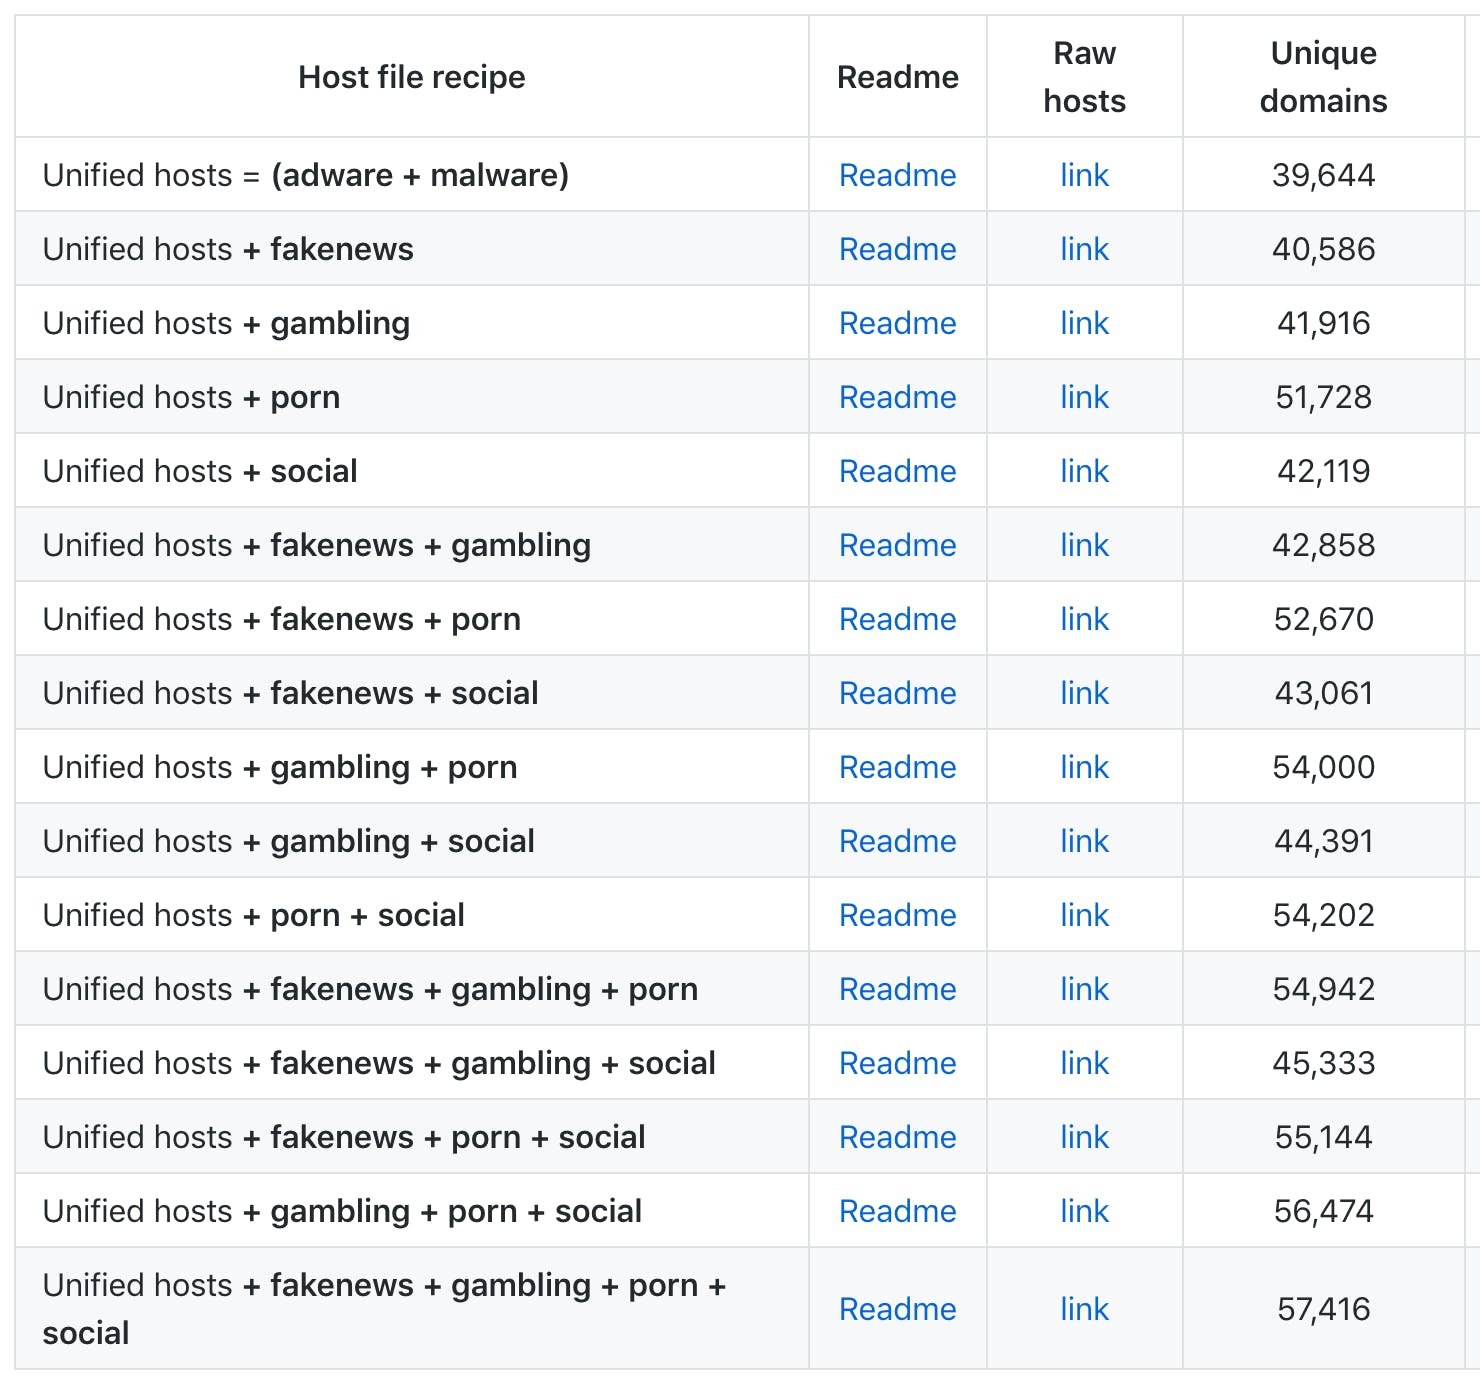 Host file recipe Readme Raw hosts Unique domains
Unified hosts = (adware + malware) Readme link 39,644
Unified hosts + fakenews Readme link 40,586
Unified hosts + gambling Readme link 41,916
Unified hosts + porn Readme link 51,728
Unified hosts + social Readme link 42,119
Unified hosts + fakenews + gambling Readme link 42,858
Unified hosts + fakenews + porn Readme link 52,670
Unified hosts + fakenews + social Readme link 43,061
Unified hosts + gambling + porn Readme link 54,000
Unified hosts + gambling + social Readme link 44,391
Unified hosts + porn + social Readme link 54,202
Unified hosts + fakenews + gambling + porn Readme link 54,942
Unified hosts + fakenews + gambling + social Readme link 45,333
Unified hosts + fakenews + porn + social Readme link 55,144
Unified hosts + gambling + porn + social Readme link 56,474
Unified hosts + fakenews + gambling + porn +
social Readme link 57,416